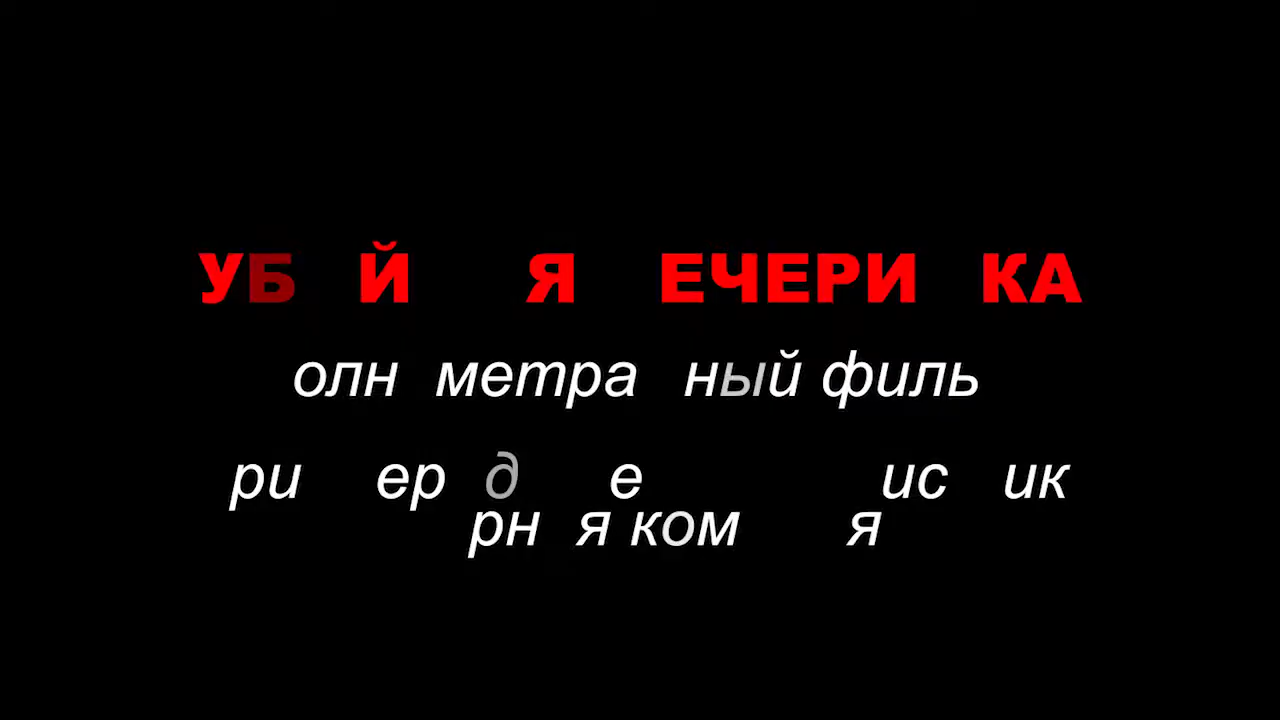 УБ Й Я ЕЧЕРИ КА
олн метра ный филь
ри ер д е ис ик
рн я ком я